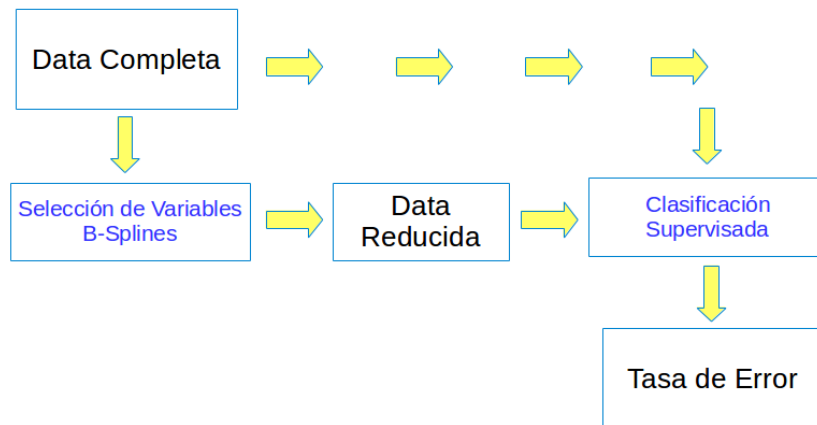 Data Completa
Selección de Variables
B-Splines
Data
Reducida
Clasificación
Supervisada
Tasa de Error